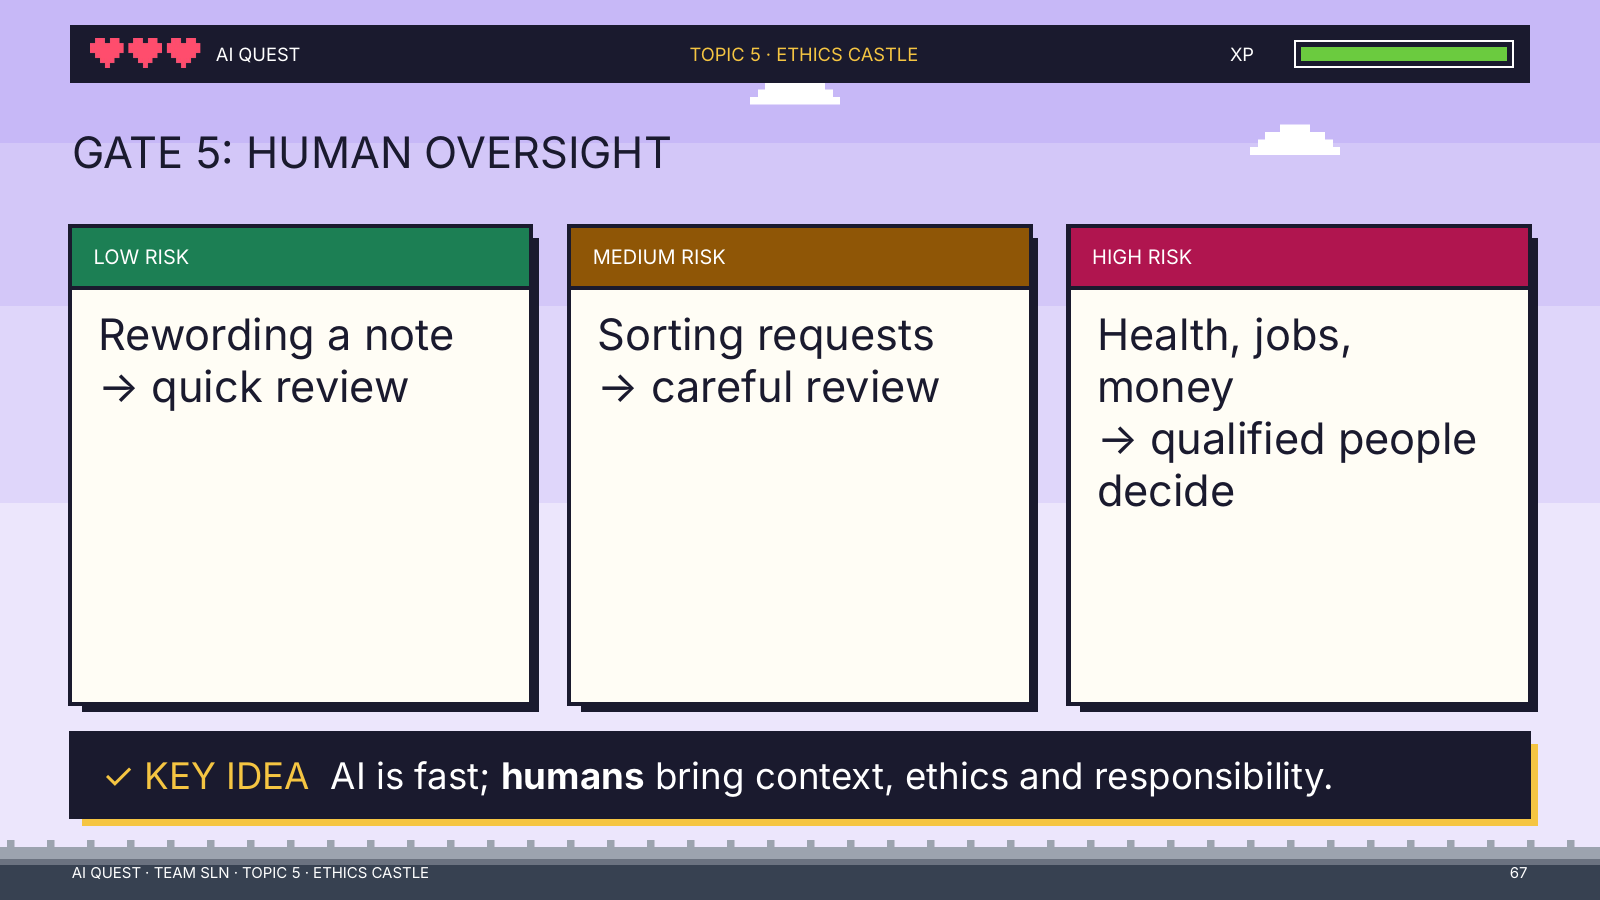 AI QUEST
TOPIC 5 · ETHICS CASTLE
XP
GATE 5: HUMAN OVERSIGHT
LOW RISK
Rewording a note
→ quick review
MEDIUM RISK
Sorting requests
→ careful review
HIGH RISK
Health, jobs,
money
→ qualified people
decide
✓ KEY IDEA AI is fast; humans bring context, ethics and responsibility.
AI QUEST · TEAM SLN · TOPIC 5 · ETHICS CASTLE
67